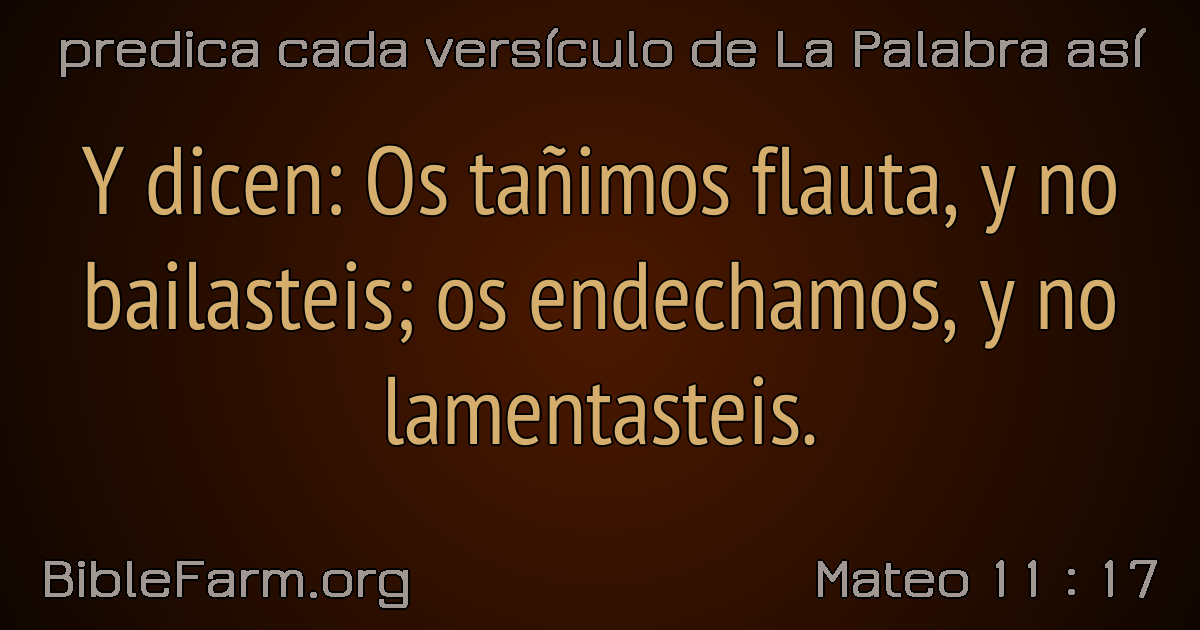 predica cada versículo de La Palabra así
Y dicen: Os tañimos flauta, y no
bailasteis; os endechamos, y no
lamentasteis.
BibleFarm.org
Mateo 11 : 17